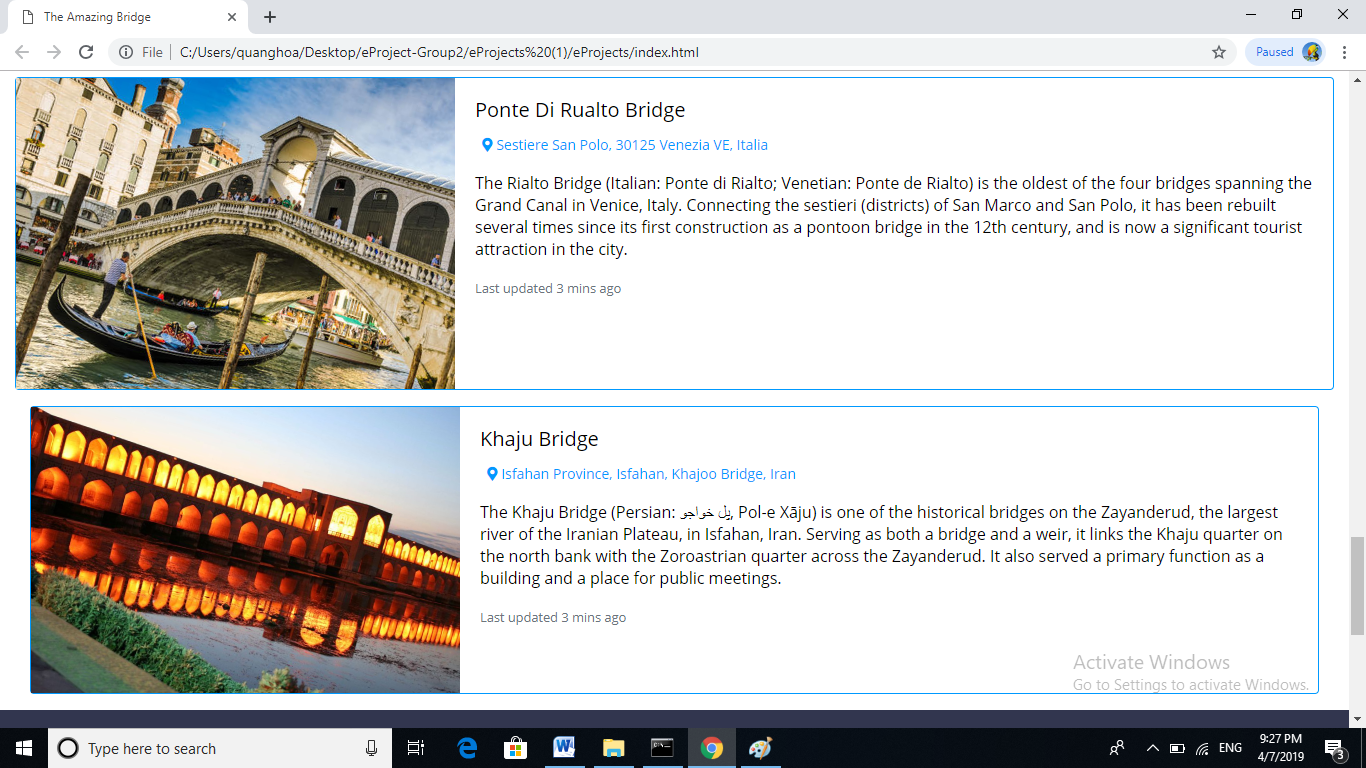 The Amazing Bridge
File
C:/Users/quanghoa/Desktop/eProject-Group2/eProjects%20(1)/eProjects/index.html
Paused
Ponte Di Rualto Bridge
Sestiere San Polo, 30125 Venezia VE, Italia
The Rialto Bridge (Italian: Ponte di Rialto; Venetian: Ponte de Rialto) is the oldest of the four bridges spanning the
Grand Canal in Venice, Italy. Connecting the sestieri (districts) of San Marco and San Polo, it has been rebuilt
several times since its first construction as a pontoon bridge in the 12th century, and is now a significant tourist
attraction in the city.
Last updated 3 mins ago
Khaju Bridge
Isfahan Province, Isfahan, Khajoo Bridge, Iran
The Khaju Bridge (Persian: پل خواجو, Pol-e Xāju) is one of the historical bridges on the Zayanderud, the largest
river of the Iranian Plateau, in Isfahan, Iran. Serving as both a bridge and a weir, it links the Khaju quarter on
the north bank with the Zoroastrian quarter across the Zayanderud. It also served a primary function as a
building and a place for public meetings.
Last updated 3 mins ago
Activate Windows
Go to Settings to activate Windows.
Type here to search
ENG
9:27 PM
4/7/2019
3